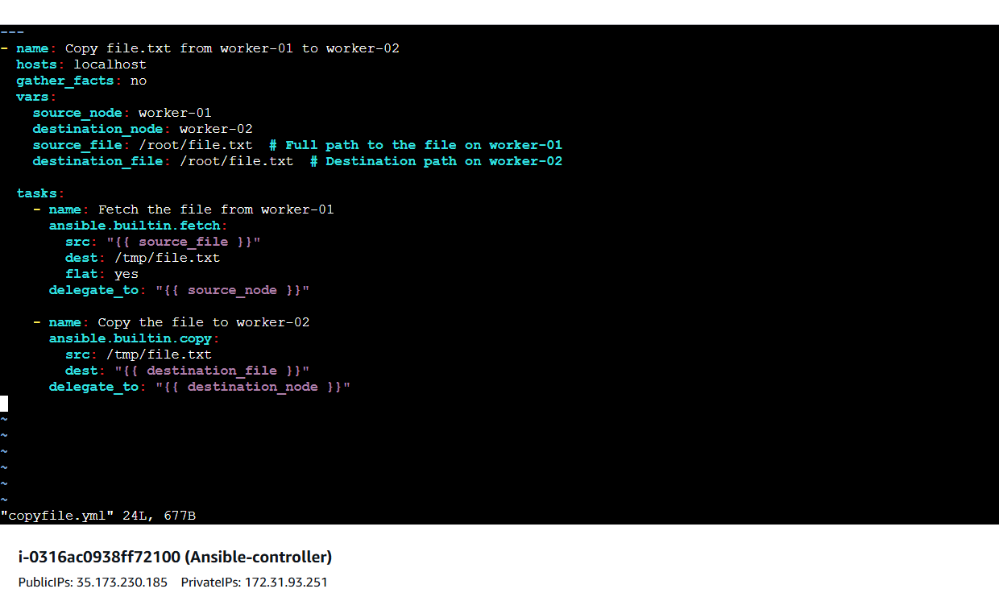 ---
- name: Copy file.txt from worker-01 to worker-02
  hosts: localhost
  gather_facts: no
  vars:
    source_node: worker-01
    destination_node: worker-02
    source_file: /root/file.txt  # Full path to the file on worker-01
    destination_file: /root/file.txt  # Destination path on worker-02

  tasks:
    - name: Fetch the file from worker-01
      ansible.builtin.fetch:
        src: "{{ source_file }}"
        dest: /tmp/file.txt
        flat: yes
      delegate_to: "{{ source_node }}"

    - name: Copy the file to worker-02
      ansible.builtin.copy:
        src: /tmp/file.txt
        dest: "{{ destination_file }}"
      delegate_to: "{{ destination_node }}"

~
~
~
~
~
~
"copyfile.yml" 24L, 677B
i-0316ac0938ff72100 (Ansible-controller)
PublicIPs: 35.173.230.185    PrivateIPs: 172.31.93.251